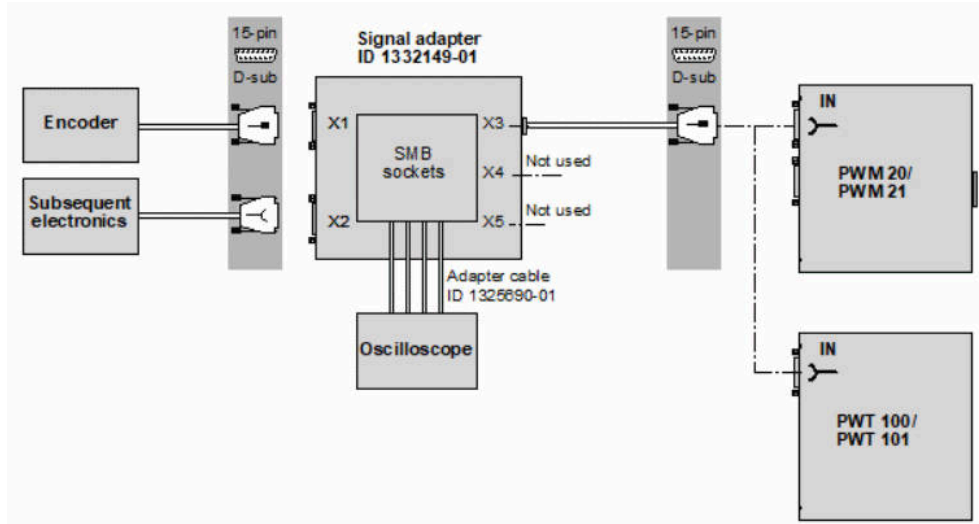 15-pin
D-sub
Signal adapter
ID 1332149-01
15-pin
D-sub
Encoder
Subsequent
electronics
X1
X2
SMB
sockets
X3
X4
X5
Not used
Not used
Adapter cable
ID 1325690-01
Oscilloscope
IN
PWM 20/
PWM 21
IN
PWT 100/
PWT 101